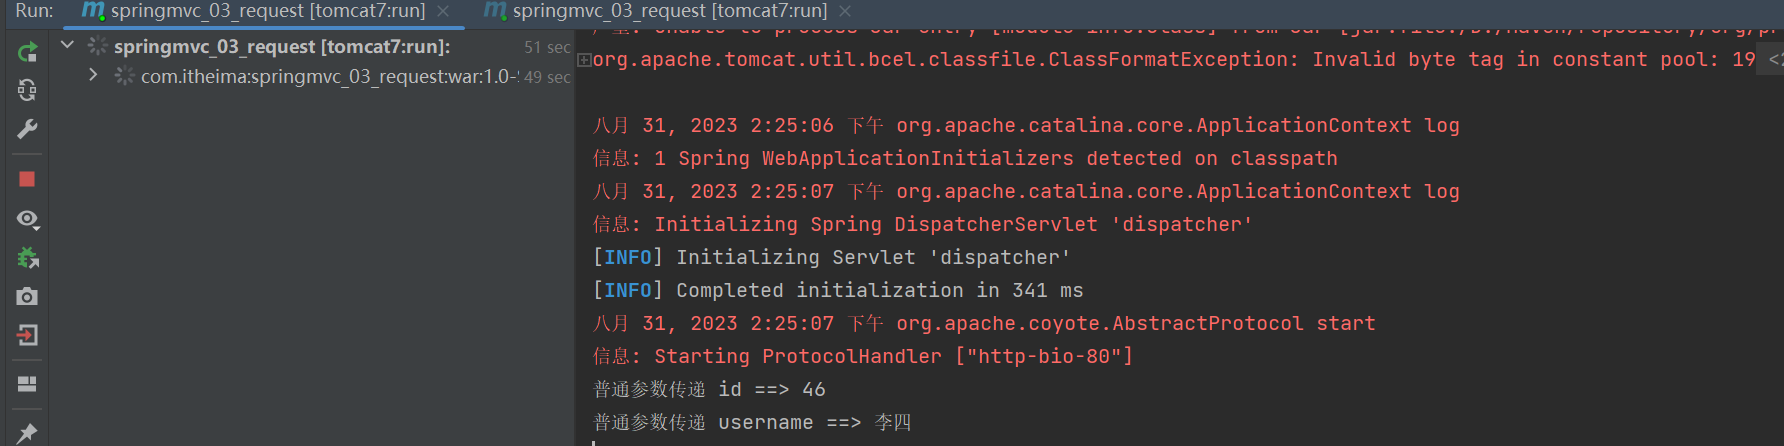 Run: springmvc_03_request [tomcat7:run] × springmvc_03_request [tomcat7:run] ×
springmvc_03_request [tomcat7:run]: 51 sec
com.itheima:springmvc_03_request:war:1.0- 49 sec
org.apache.tomcat.util.bcel.classfile.ClassFormatException: Invalid byte tag in constant pool: 19
八月 31, 2023 2:25:06 下午 org.apache.catalina.core.ApplicationContext log
信息: 1 Spring WebApplicationInitializers detected on classpath
八月 31, 2023 2:25:07 下午 org.apache.catalina.core.ApplicationContext log
信息: Initializing Spring DispatcherServlet 'dispatcher'
[INFO] Initializing Servlet 'dispatcher'
[INFO] Completed initialization in 341 ms
八月 31, 2023 2:25:07 下午 org.apache.coyote.AbstractProtocol start
信息: Starting ProtocolHandler ["http-bio-80"]
普通参数传递 id ==> 46
普通参数传递 username ==> 李四